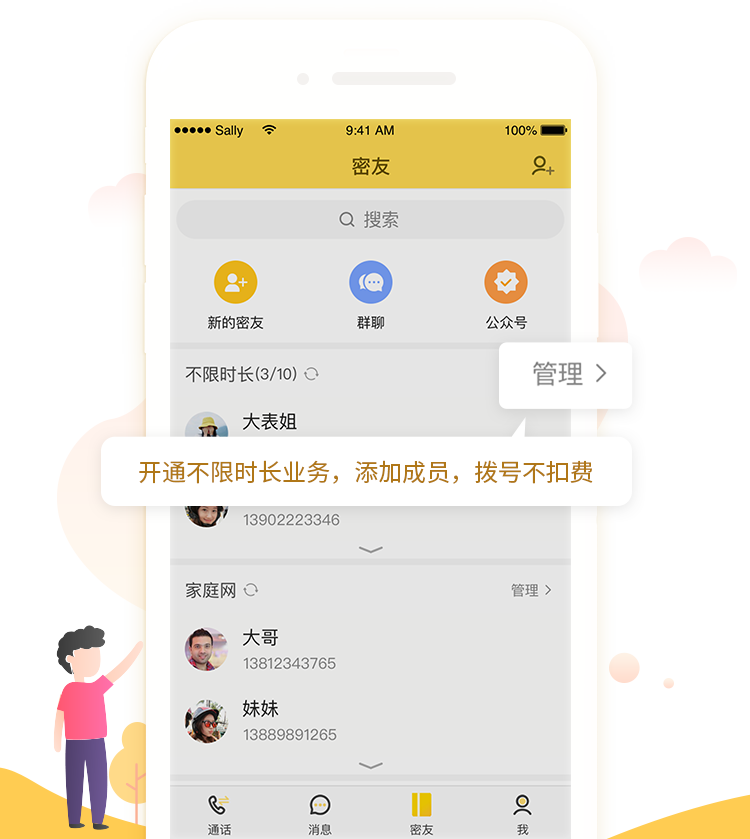 Sally 9:41 AM 100%
密友
搜索
新的密友 群聊 公众号
不限时长(3/10) 管理
大表姐
开通不限时长业务，添加成员，拨号不扣费
13902223346
家庭网 管理
大哥
13812343765
妹妹
13889891265
通话 消息 密友 我